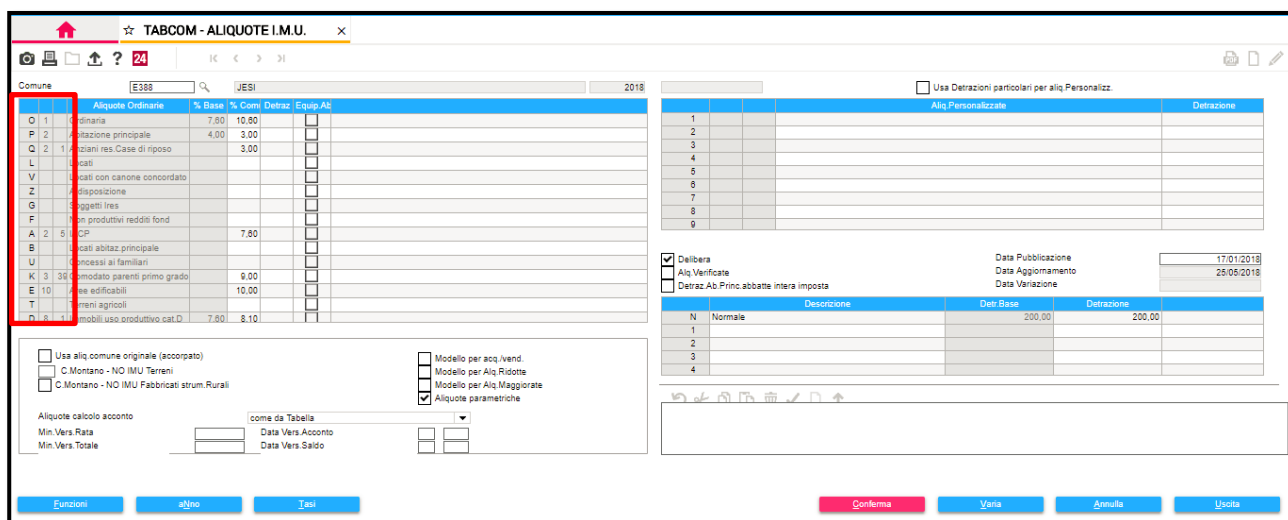 ☆ TABCOM - ALIQUOTE I.M.U. ×
? 24
PDF
Comune E388 JESI 2018 Usa Detrazioni particolari per aliq.Personalizz.
Aliquote Ordinarie % Base % Com Detraz Equip.Ab
O 1 Ordinaria 7,60 10,60
P 2 Abitazione principale 4,00 3,00
Q 2 1 Anziani res.Case di riposo 3,00
L Locati
V Locati con canone concordato
Z A disposizione
G Soggetti Ires
F Non produttivi redditi fond
A 2 5 IACP 7,60
B Locati abitaz.principale
U Concessi ai familiari
K 3 39 Comodato parenti primo grado 9,00
E 10 Aree edificabili 10,00
T Terreni agricoli
D 8 1 Immobili uso produttivo cat.D 7,60 8,10
Aliq.Personalizzate Detrazione
1
2
3
4
5
6
7
8
9
Delibera Data Pubblicazione 17/01/2018
Aliq.Verificate Data Aggiornamento 25/05/2018
Detraz.Ab.Princ.abbatte intera imposta Data Variazione
Descrizione Detr.Base Detrazione
N Normale 200,00 200,00
1
2
3
4
Usa aliq.comune originale (accorpato)
C.Montano - NO IMU Terreni
C.Montano - NO IMU Fabbricati strum.Rurali
Modello per acq./vend.
Modello per Alq.Ridotte
Modello per Alq.Maggiorate
Aliquote parametriche
Aliquote calcolo acconto come da Tabella
Min.Vers.Rata Data Vers.Acconto
Min.Vers.Totale Data Vers.Saldo
Funzioni aNno Tasi Conferma Varia Annulla Uscita